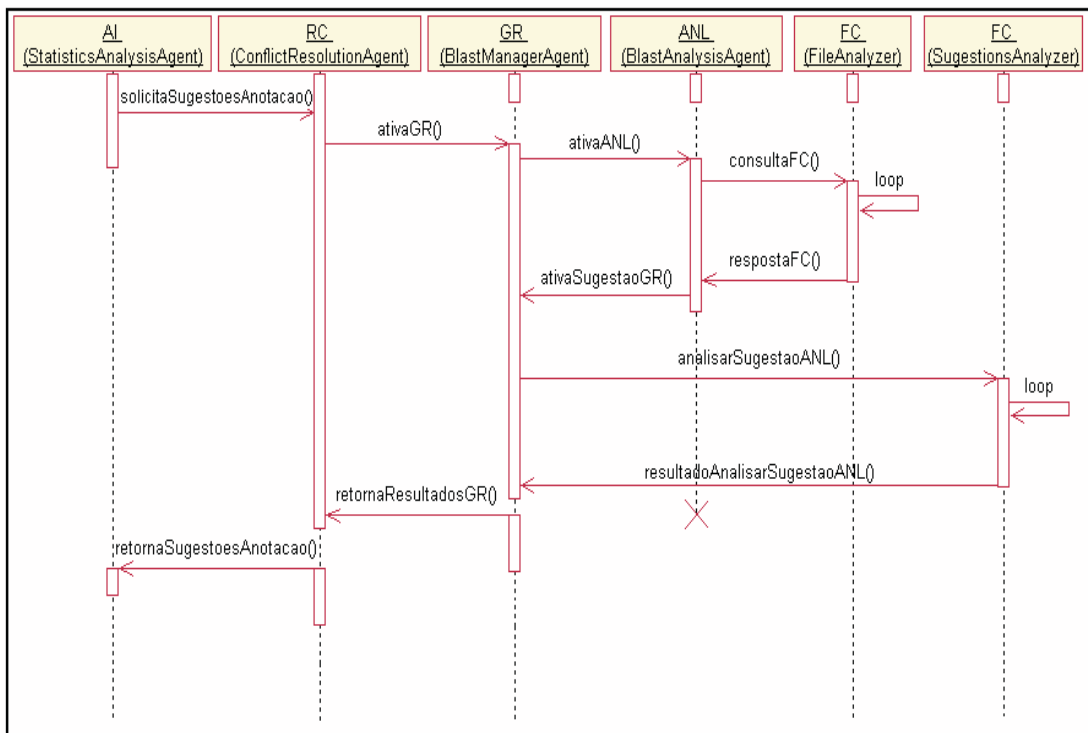 AI
(StatisticsAnalysisAgent)
RC
(ConflictResolutionAgent)
GR
(BlastManagerAgent)
ANL
(BlastAnalysisAgent)
FC
(FileAnalyzer)
FC
(SugestionsAnalyzer)
solicitaSugestoesAnotacao()
ativaGR()
ativaANL()
consultaFC()
loop
respostaFC()
ativaSugestaoGR()
analisarSugestaoANL()
loop
resultadoAnalisarSugestaoANL()
retornaResultadosGR()
retornaSugestoesAnotacao()